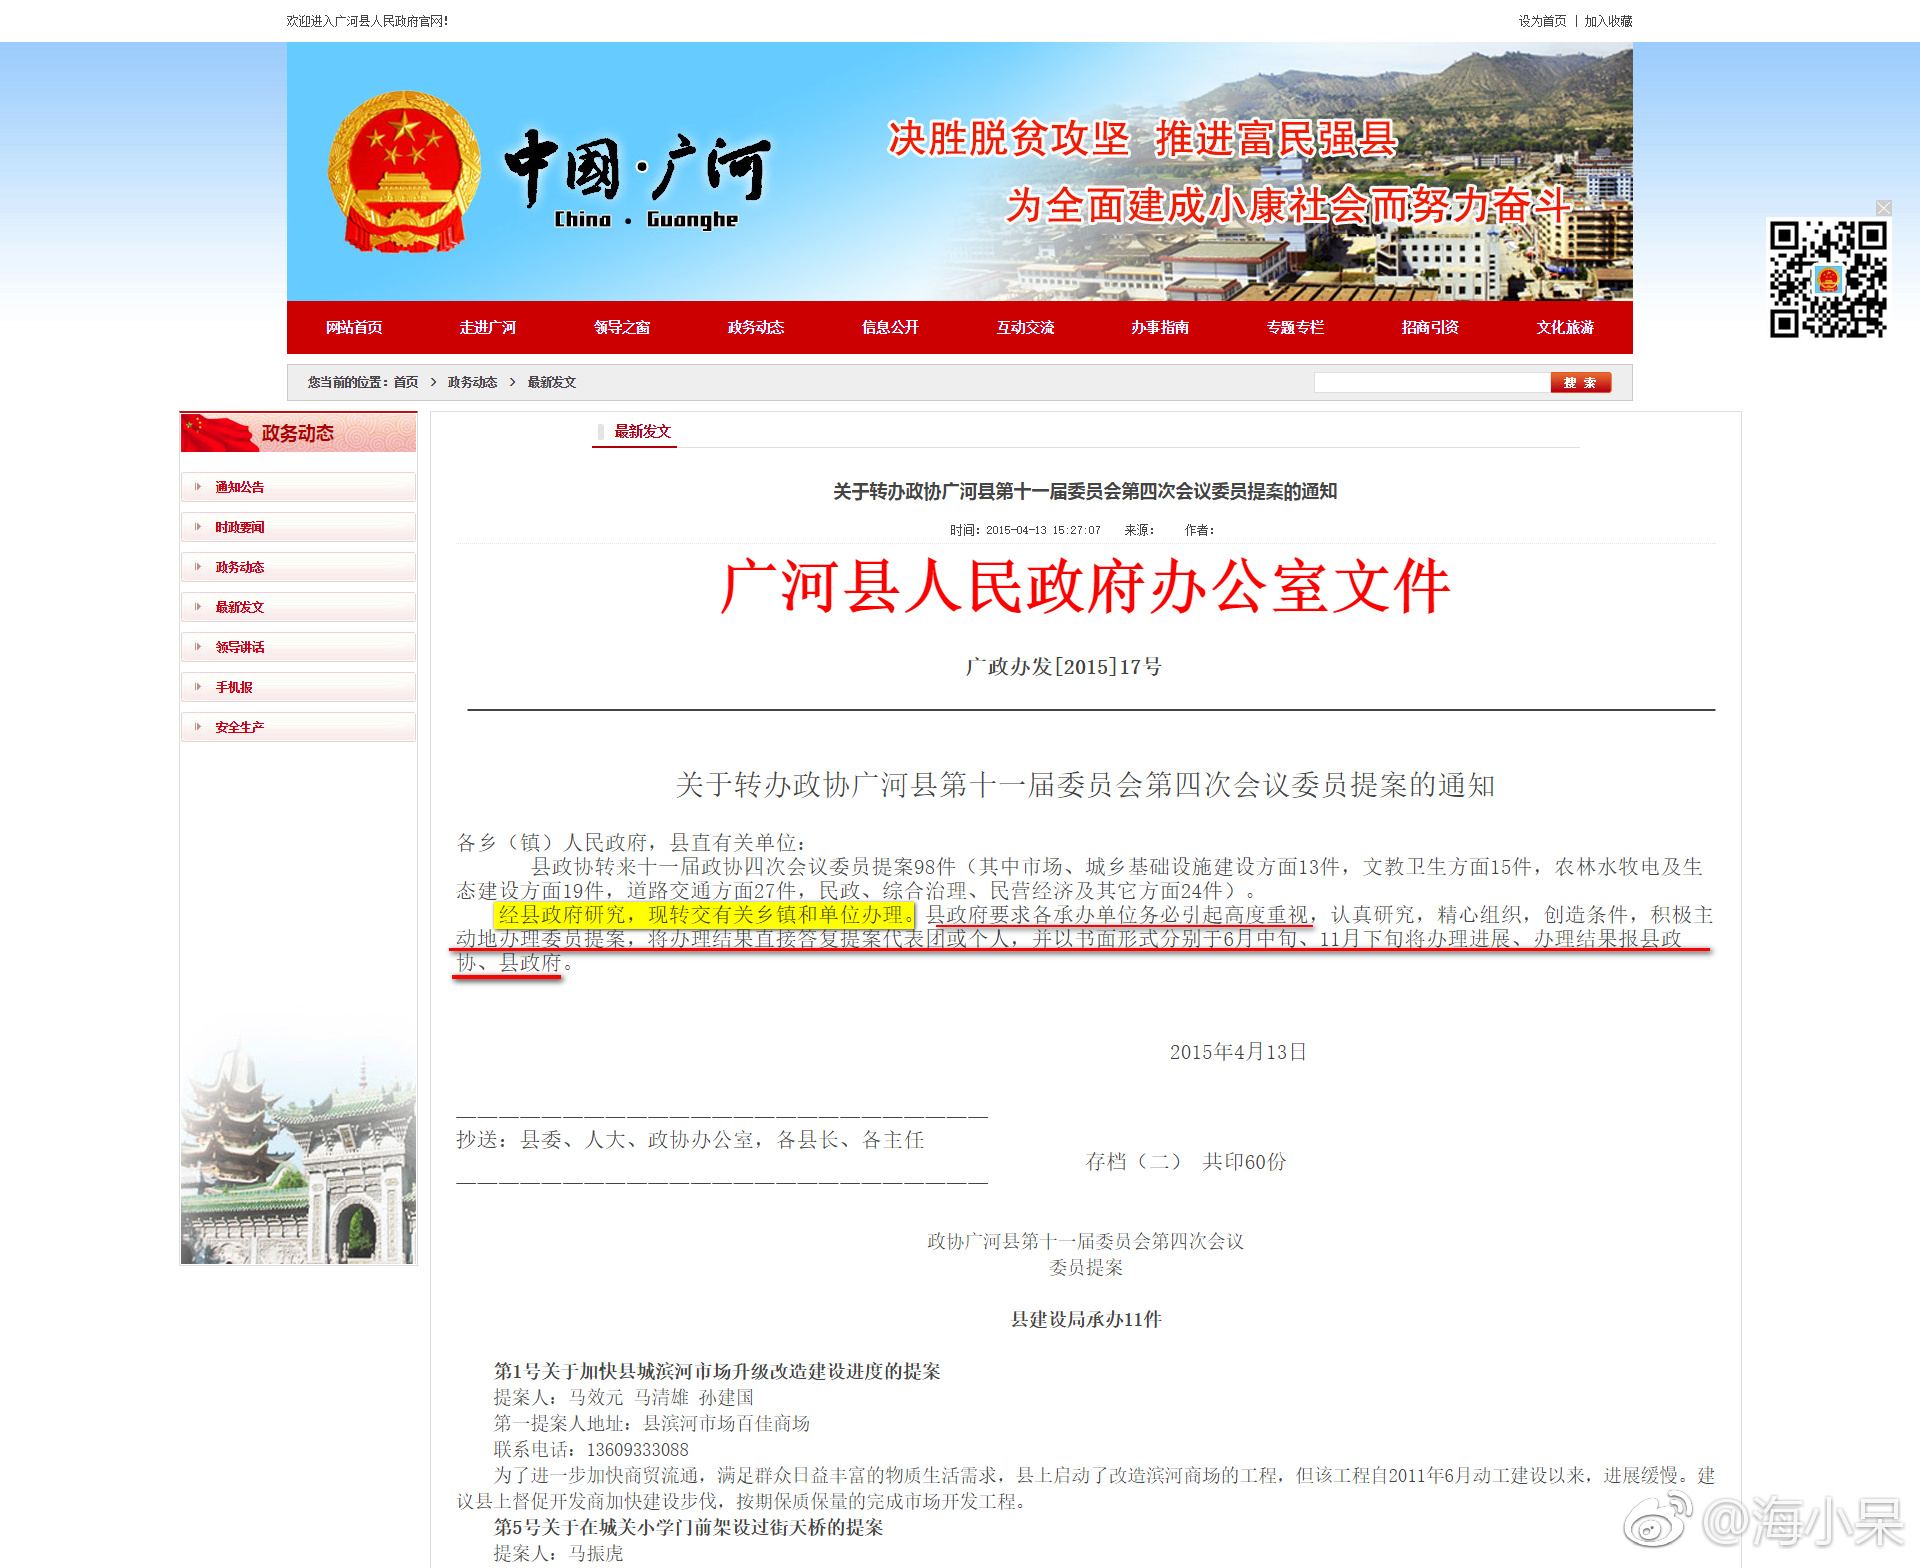 欢迎进入广河县人民政府官网!
设为首页 | 加入收藏
中国·广河
China · Guanghe
决胜脱贫攻坚 推进富民强县
为全面建成小康社会而努力奋斗
网站首页 走进广河 领导之窗 政务动态 信息公开 互动交流 办事指南 专题专栏 招商引资 文化旅游
您当前的位置：首页 > 政务动态 > 最新发文
搜 索
政务动态
通知公告
时政要闻
政务动态
最新发文
领导讲话
手机报
安全生产
最新发文
关于转办政协广河县第十一届委员会第四次会议委员提案的通知
时间：2015-04-13 15:27:07 来源： 作者：
广河县人民政府办公室文件
广政办发[2015]17号
关于转办政协广河县第十一届委员会第四次会议委员提案的通知
各乡（镇）人民政府，县直有关单位：
县政协转来十一届政协四次会议委员提案98件（其中市场、城乡基础设施建设方面13件，文教卫生方面15件，农林水牧电及生
态建设方面19件，道路交通方面27件，民政、综合治理、民营经济及其它方面24件）。
经县政府研究，现转交有关乡镇和单位办理。县政府要求各承办单位务必引起高度重视，认真研究，精心组织，创造条件，积极主
动地办理委员提案，将办理结果直接答复提案代表团或个人，并以书面形式分别于6月中旬、11月下旬将办理进展、办理结果报县政
协、县政府。
2015年4月13日
—————————————————————————
抄送：县委、人大、政协办公室，各县长、各主任
存档（二） 共印60份
—————————————————————————
政协广河县第十一届委员会第四次会议
委员提案
县建设局承办11件
第1号关于加快县城滨河市场升级改造建设进度的提案
提案人：马效元 马清雄 孙建国
第一提案人地址：县滨河市场百佳商场
联系电话：13609333088
为了进一步加快商贸流通，满足群众日益丰富的物质生活需求，县上启动了改造滨河商场的工程，但该工程自2011年6月动工建设以来，进展缓慢。建
议县上督促开发商加快建设步伐，按期保质保量的完成市场开发工程。
第5号关于在城关小学门前架设过街天桥的提案
提案人：马振虎
@海小呆